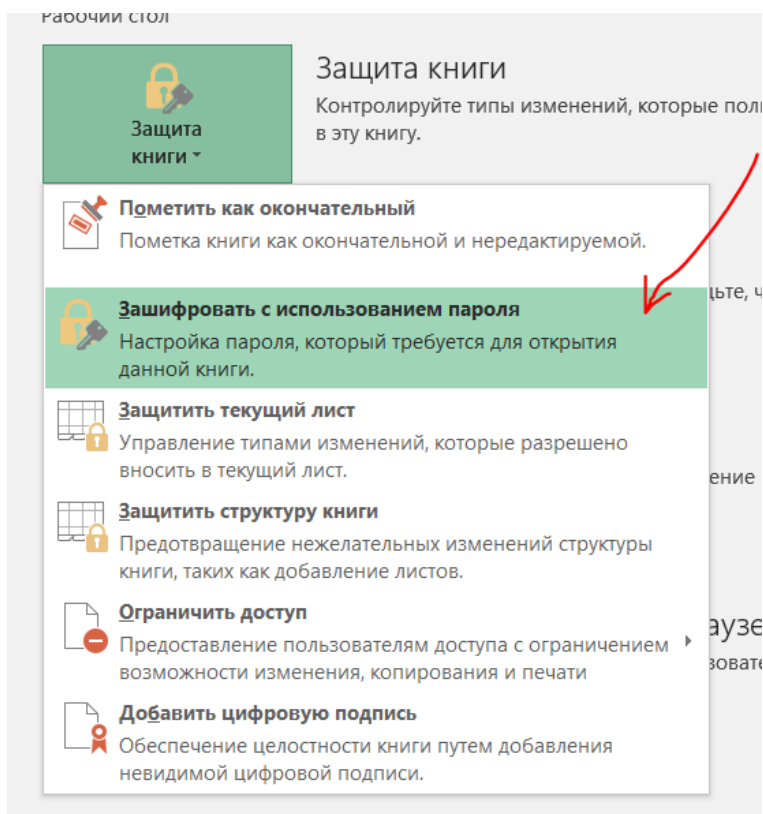 Рабочий стол
Защита
книги
Защита книги
Контролируйте типы изменений, которые
в эту книгу.
Пометить как окончательный
Пометка книги как окончательной и нередактируемой.
Зашифровать с использованием пароля
Настройка пароля, который требуется для открытия
данной книги.
Защитить текущий лист
Управление типами изменений, которые разрешено
вносить в текущий лист.
Защитить структуру книги
Предотвращение нежелательных изменений структуры
книги, таких как добавление листов.
Ограничить доступ
Предоставление пользователям доступа с ограничением
возможности изменения, копирования и печати
Добавить цифровую подпись
Обеспечение целостности книги путем добавления
невидимой цифровой подписи.